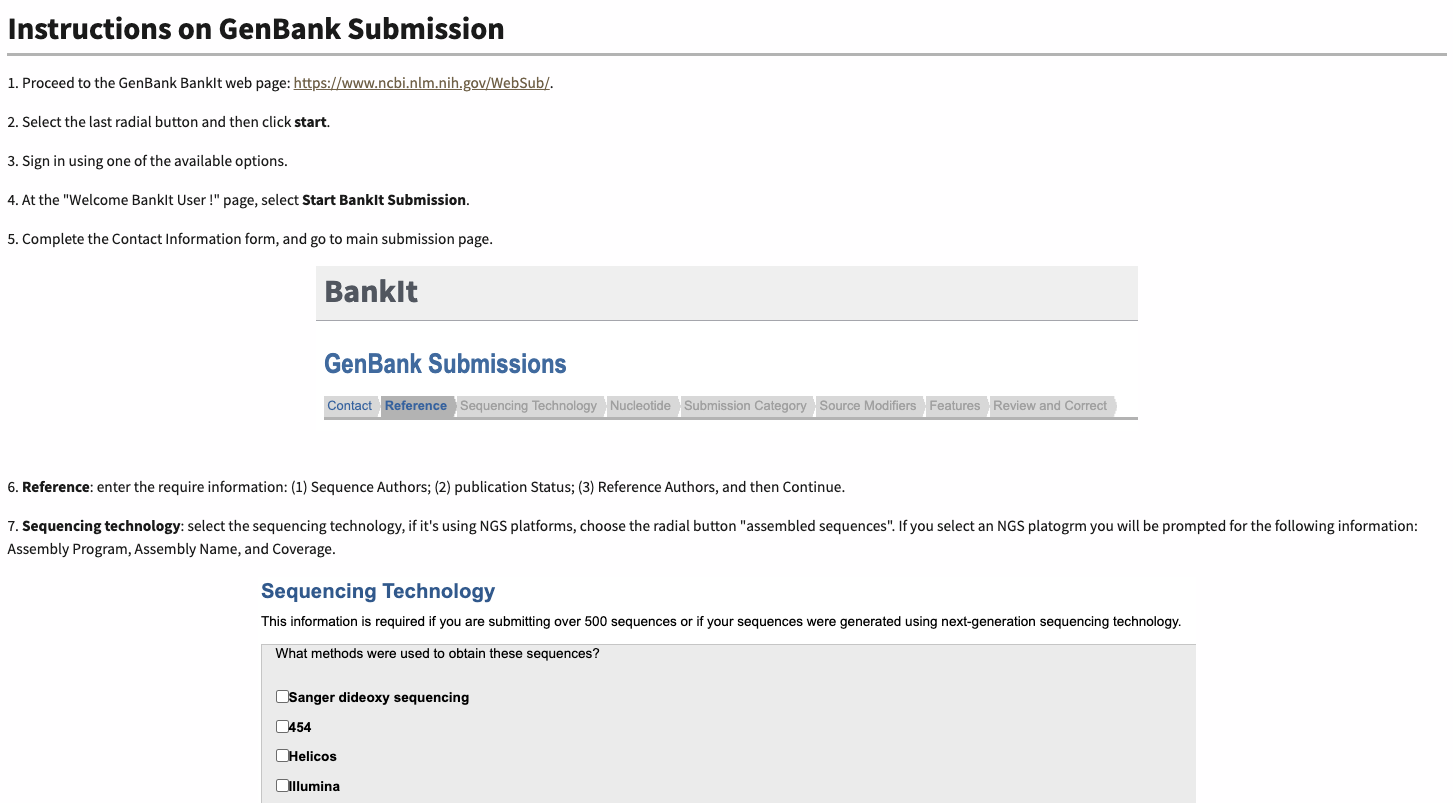 Instructions on GenBank Submission
1. Proceed to the GenBank BankIt web page: https://www.ncbi.nlm.nih.gov/WebSub/.
2. Select the last radial button and then click start.
3. Sign in using one of the available options.
4. At the "Welcome BankIt User !" page, select Start BankIt Submission.
5. Complete the Contact Information form, and go to main submission page.
BankIt
GenBank Submissions
Contact Reference Sequencing Technology Nucleotide Submission Category Source Modifiers Features Review and Correct
6. Reference: enter the require information: (1) Sequence Authors; (2) publication Status; (3) Reference Authors, and then Continue.
7. Sequencing technology: select the sequencing technology, if it's using NGS platforms, choose the radial button "assembled sequences". If you select an NGS platogrm you will be prompted for the following information:
Assembly Program, Assembly Name, and Coverage.
Sequencing Technology
This information is required if you are submitting over 500 sequences or if your sequences were generated using next-generation sequencing technology.
What methods were used to obtain these sequences?
Sanger dideoxy sequencing
454
Helicos
Illumina